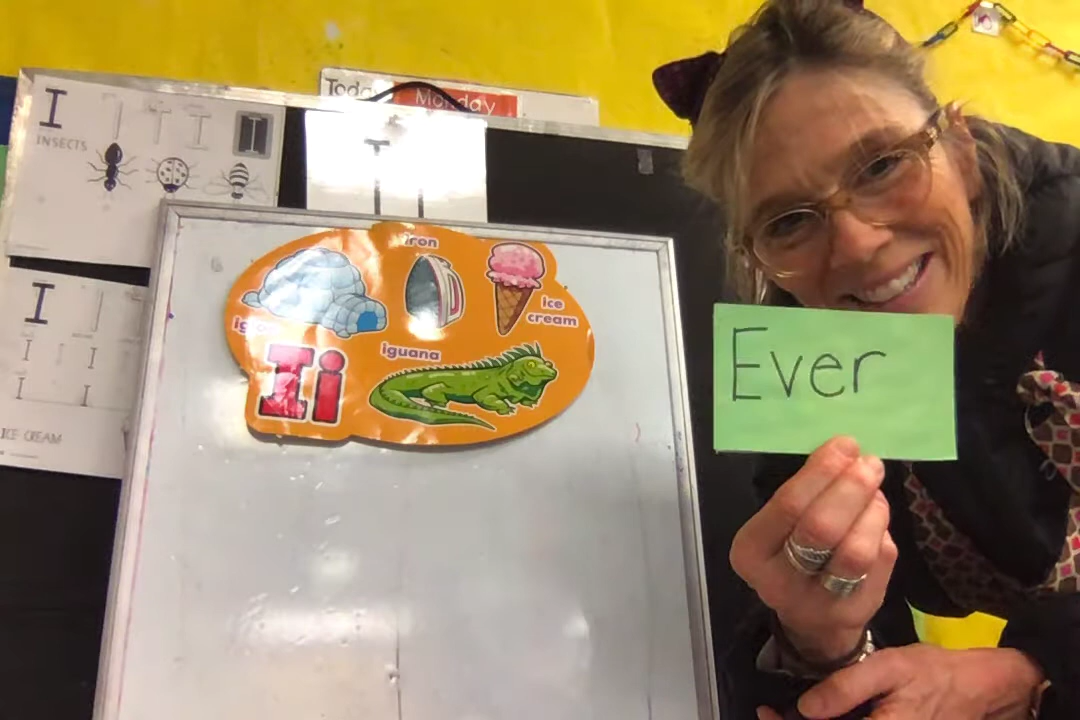 Today
Monday
I
INSECTS
I
I
I
I
I
I I
ICE CREAM
iron
ice
cream
igloo
iguana
Ii
Ever